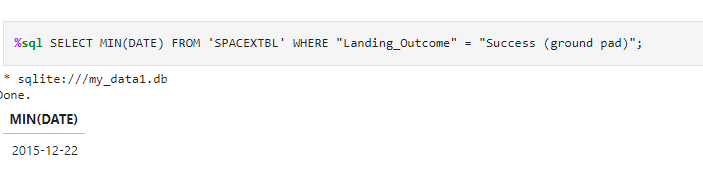 %sql SELECT MIN(DATE) FROM 'SPACEXTBL' WHERE "Landing_Outcome" = "Success (ground pad)";
* sqlite:///my_data1.db
Done.
MIN(DATE)
2015-12-22